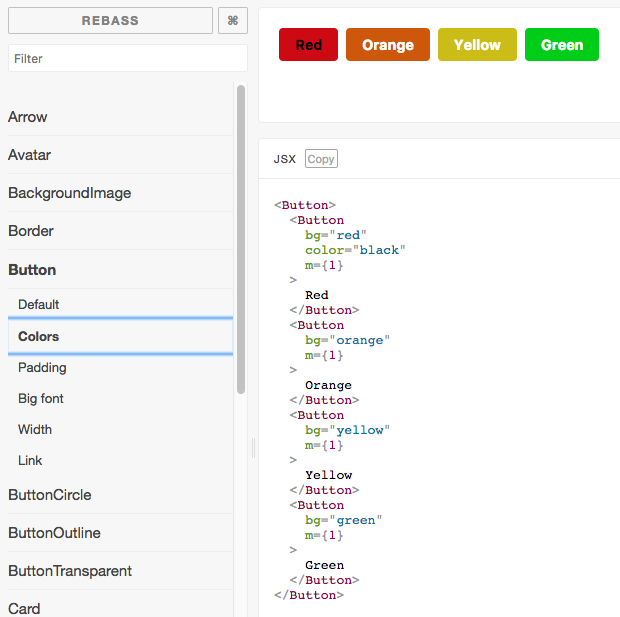 REBASS
⌘
Filter
Arrow
Avatar
BackgroundImage
Border
Button
Default
Colors
Padding
Big font
Width
Link
ButtonCircle
ButtonOutline
ButtonTransparent
Card
Red Orange Yellow Green
JSX Copy
<Button>
  <Button
    bg="red"
    color="black"
    m={1}
  >
    Red
  </Button>
  <Button
    bg="orange"
    m={1}
  >
    Orange
  </Button>
  <Button
    bg="yellow"
    m={1}
  >
    Yellow
  </Button>
  <Button
    bg="green"
    m={1}
  >
    Green
  </Button>
</Button>